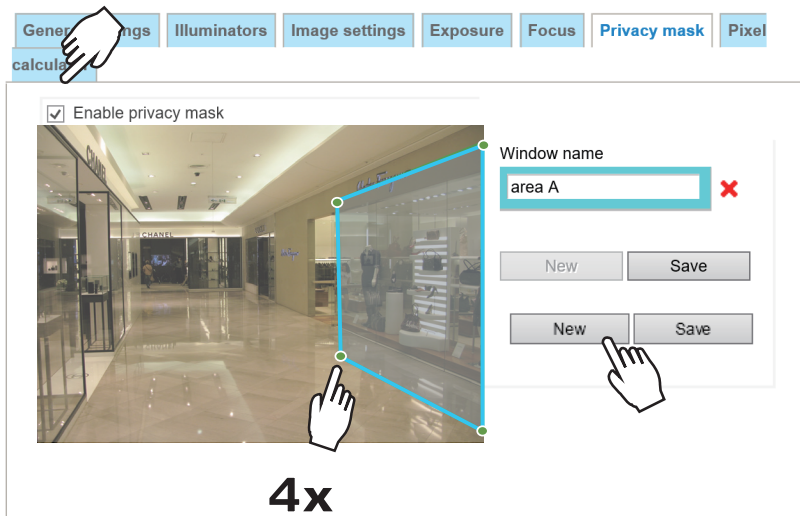 Gener ngs Illuminators Image settings Exposure Focus Privacy mask Pixel
calcula
Enable privacy mask
CHANEL
CHANEL
Window name
area A
New Save
New Save
4x